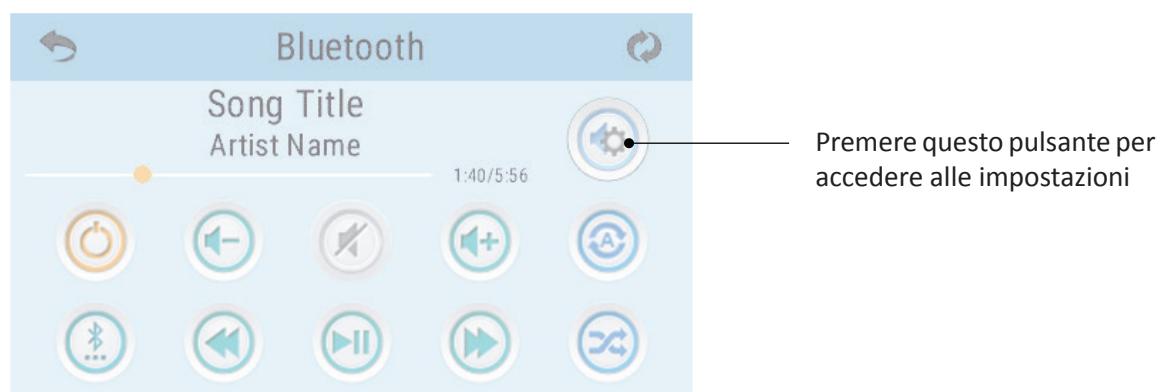 Bluetooth
Song Title
Artist Name
1:40/5:56
A
Premere questo pulsante per
accedere alle impostazioni